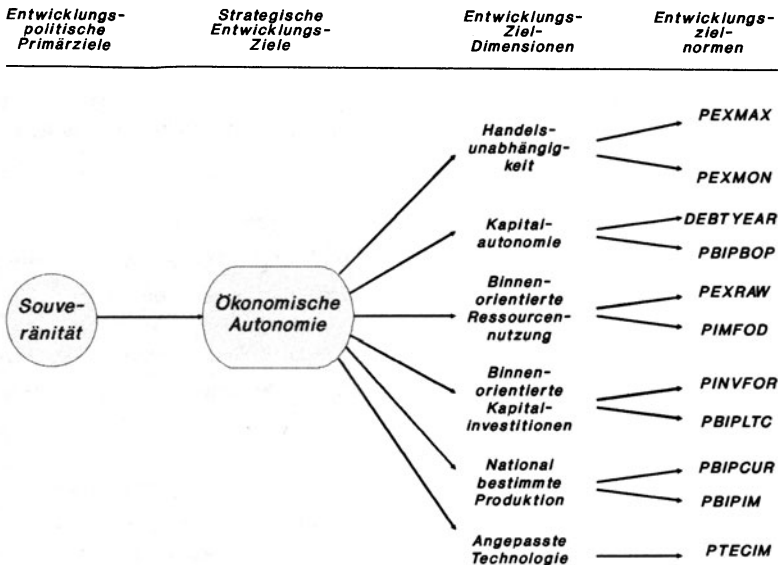 Entwicklungs-
politische
Primärziele
Strategische
Entwicklungs-
Ziele
Entwicklungs-
Ziel-
Dimensionen
Entwicklungs-
ziel-
normen
Souve-
ränität
Ökonomische
Autonomie
Handels-
unabhängig-
keit
PEXMAX
PEXMON
Kapital-
autonomie
DEBTYEAR
PBIPBOP
Binnen-
orientierte
Ressourcen-
nutzung
PEXRAW
PIMFOD
Binnen-
orientierte
Kapital-
investitionen
PINVFOR
PBIPLTC
National
bestimmte
Produktion
PBIPCUR
PBIPIM
Angepasste
Technologie
PTECIM